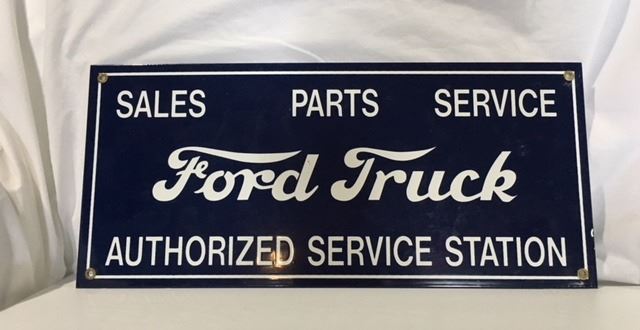 SALES PARTS SERVICE
Ford Truck
AUTHORIZED SERVICE STATION